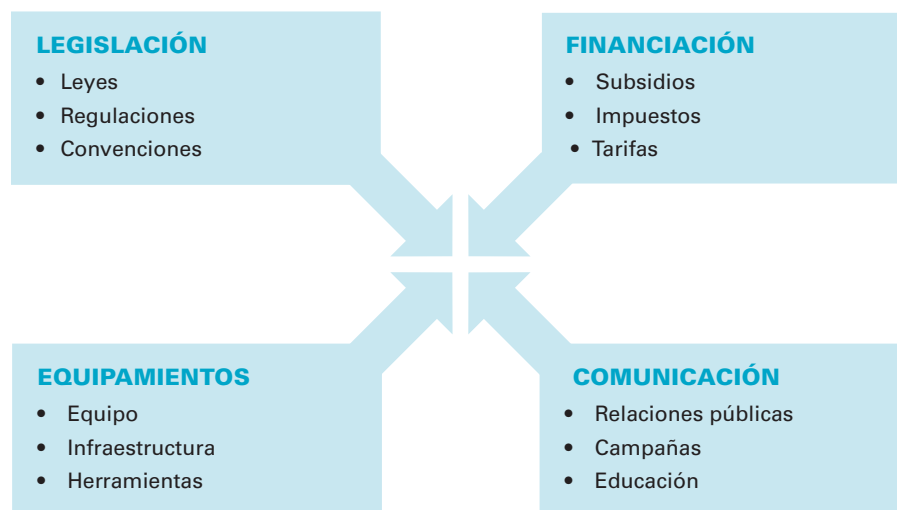 LEGISLACIÓN
• Leyes
• Regulaciones
• Convenciones
FINANCIACIÓN
• Subsidios
• Impuestos
• Tarifas
EQUIPAMIENTOS
• Equipo
• Infraestructura
• Herramientas
COMUNICACIÓN
• Relaciones públicas
• Campañas
• Educación